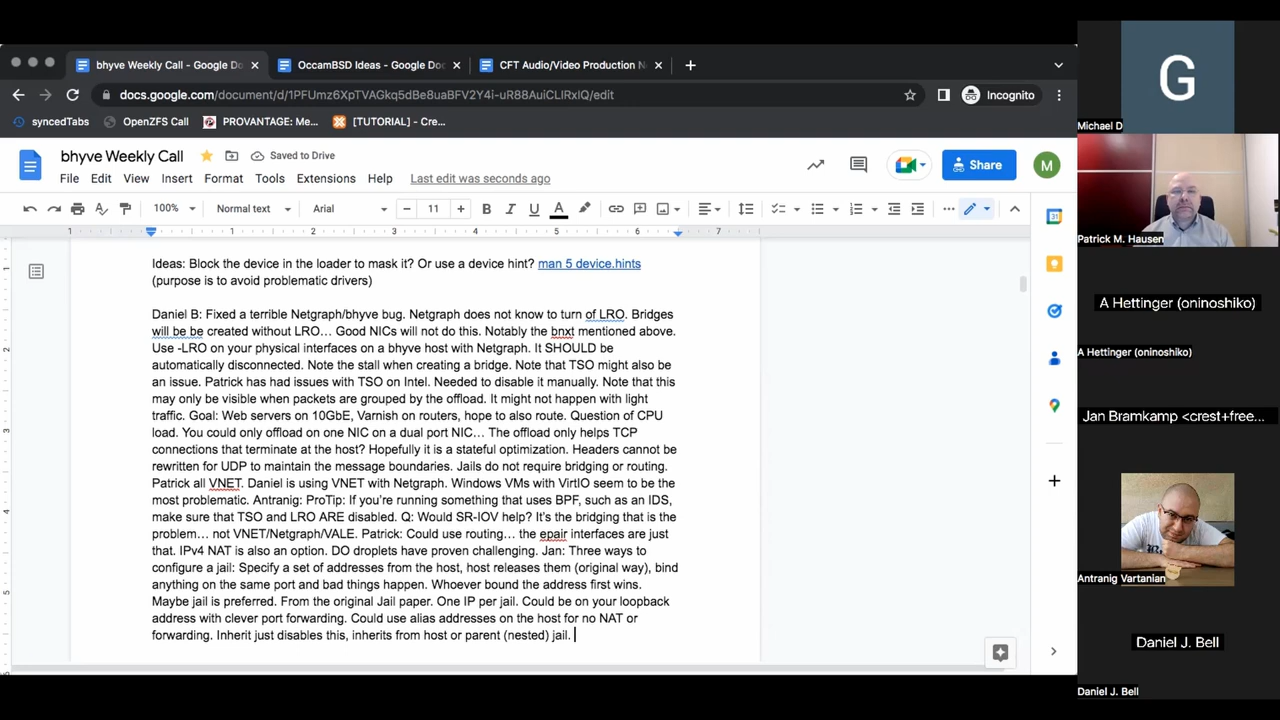 bhyve Weekly Call - Google Do
OccamBSD Ideas - Google Doc
CFT Audio/Video Production N
docs.google.com/document/d/1PFUmz6XpTVAGkq5dBe8uaBFV2Y4i-uR88AuiCLlRxIQ/edit
Incognito
syncedTabs
OpenZFS Call
PROVANTAGE: Me...
[TUTORIAL] - Cre...
bhyve Weekly Call
Saved to Drive
File Edit View Insert Format Tools Extensions Help Last edit was seconds ago
Share
M
100%
Normal text
Arial
11
B I U A
1 1 2 3 4 5 6 7
Ideas: Block the device in the loader to mask it? Or use a device hint? man 5 device.hints
(purpose is to avoid problematic drivers)
Daniel B: Fixed a terrible Netgraph/bhyve bug. Netgraph does not know to turn of LRO. Bridges
will be be created without LRO… Good NICs will not do this. Notably the bnxt mentioned above.
Use -LRO on your physical interfaces on a bhyve host with Netgraph. It SHOULD be
automatically disconnected. Note the stall when creating a bridge. Note that TSO might also be
an issue. Patrick has had issues with TSO on Intel. Needed to disable it manually. Note that this
may only be visible when packets are grouped by the offload. It might not happen with light
traffic. Goal: Web servers on 10GbE, Varnish on routers, hope to also route. Question of CPU
load. You could only offload on one NIC on a dual port NIC… The offload only helps TCP
connections that terminate at the host? Hopefully it is a stateful optimization. Headers cannot be
rewritten for UDP to maintain the message boundaries. Jails do not require bridging or routing.
Patrick all VNET. Daniel is using VNET with Netgraph. Windows VMs with VirtIO seem to be the
most problematic. Antranig: ProTip: If you're running something that uses BPF, such as an IDS,
make sure that TSO and LRO ARE disabled. Q: Would SR-IOV help? It's the bridging that is the
problem… not VNET/Netgraph/VALE. Patrick: Could use routing… the epair interfaces are just
that. IPv4 NAT is also an option. DO droplets have proven challenging. Jan: Three ways to
configure a jail: Specify a set of addresses from the host, host releases them (original way), bind
anything on the same port and bad things happen. Whoever bound the address first wins.
Maybe jail is preferred. From the original Jail paper. One IP per jail. Could be on your loopback
address with clever port forwarding. Could use alias addresses on the host for no NAT or
forwarding. Inherit just disables this, inherits from host or parent (nested) jail.
1
2
3
4
5
31
G
Michael D
Patrick M. Hausen
A Hettinger (oninoshiko)
A Hettinger (oninoshiko)
Jan Bramkamp <crest+free...
Antranig Vartanian
Daniel J. Bell
Daniel J. Bell